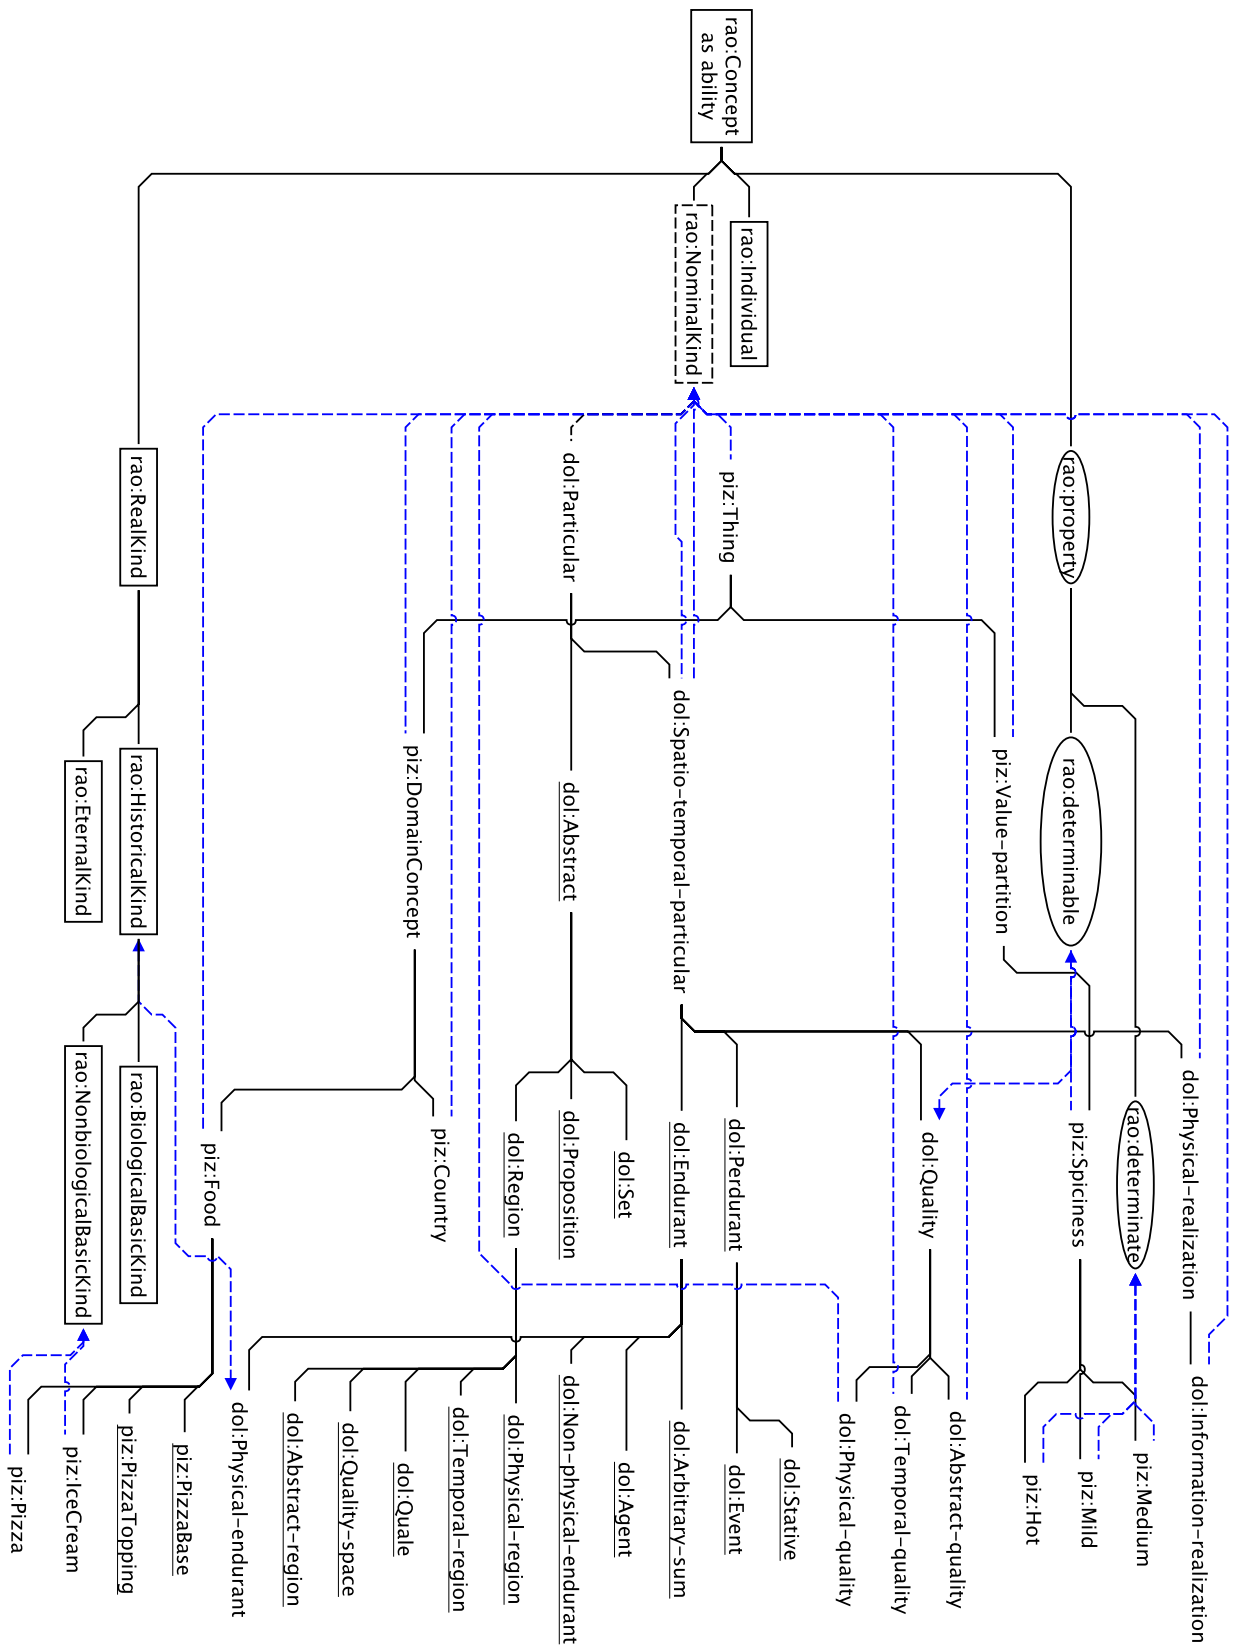 rao:Concept
as ability
rao:Individual
rao:NominalKind
rao:property
piz:Thing
dol:Particular
rao:RealKind
rao:determinable
piz:Value-partition
dol:Spatio-temporal-particular
dol:Abstract
piz:DomainConcept
rao:HistoricalKind
rao:EternalKind
dol:Physical-realization
rao:determinate
piz:Spiciness
dol:Quality
dol:Perdurant
dol:Endurant
dol:Set
dol:Proposition
dol:Region
piz:Country
piz:Food
rao:BiologicalBasicKind
rao:NonbiologicalBasicKind
dol:Information-realization
piz:Medium
piz:Mild
piz:Hot
dol:Abstract-quality
dol:Temporal-quality
dol:Physical-quality
dol:Stative
dol:Event
dol:Arbitrary-sum
dol:Agent
dol:Non-physical-endurant
dol:Physical-region
dol:Temporal-region
dol:Quale
dol:Quality-space
dol:Abstract-region
dol:Physical-endurant
piz:PizzaBase
piz:PizzaTopping
piz:IceCream
piz:Pizza